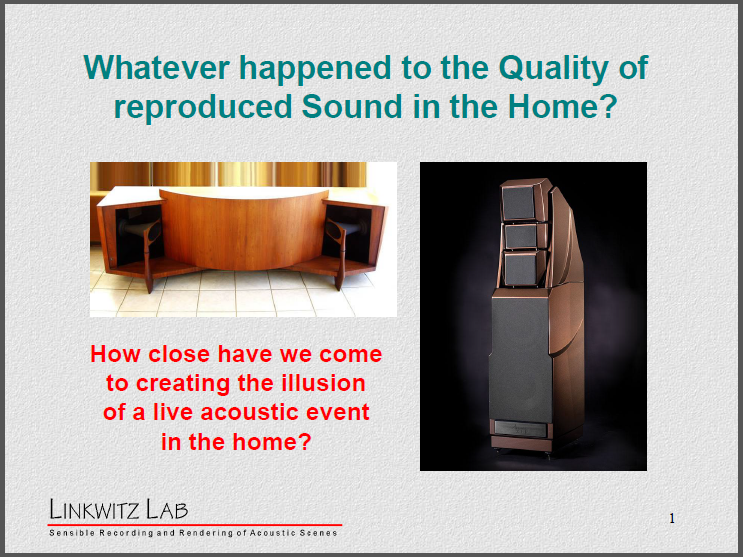 Whatever happened to the Quality of
reproduced Sound in the Home?
How close have we come
to creating the illusion
of a live acoustic event
in the home?
LINKWITZ LAB
Sensible Recording and Rendering of Acoustic Scenes
1